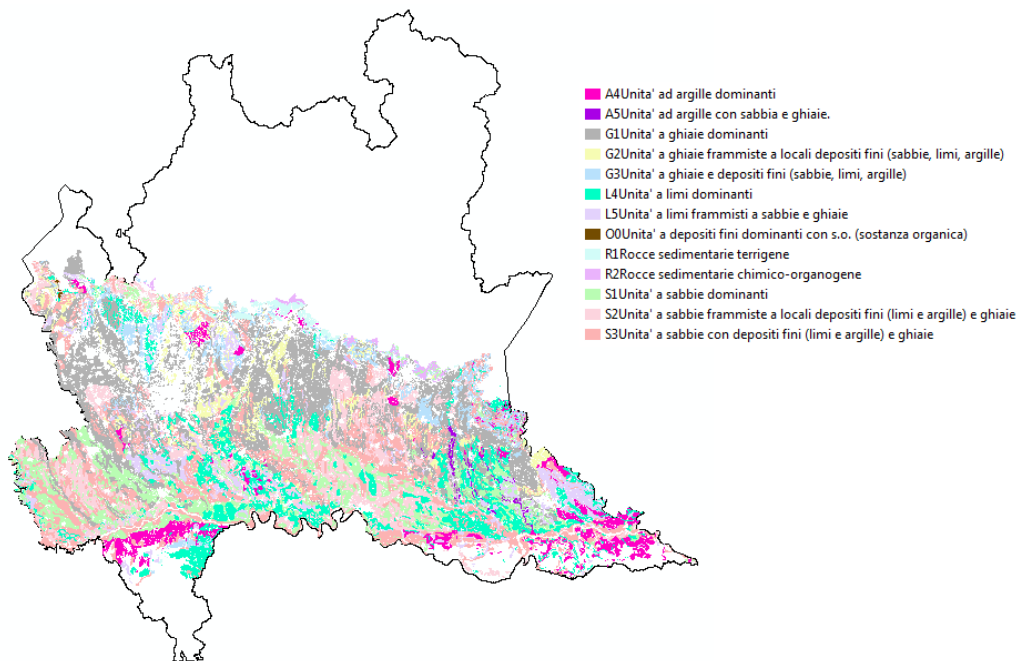 A4Unita' ad argille dominanti
A5Unita' ad argille con sabbia e ghiaie.
G1Unita' a ghiaie dominanti
G2Unita' a ghiaie frammiste a locali depositi fini (sabbie, limi, argille)
G3Unita' a ghiaie e depositi fini (sabbie, limi, argille)
L4Unita' a limi dominanti
L5Unita' a limi frammisti a sabbie e ghiaie
O0Unita' a depositi fini dominanti con s.o. (sostanza organica)
R1Rocce sedimentarie terrigene
R2Rocce sedimentarie chimico-organogene
S1Unita' a sabbie dominanti
S2Unita' a sabbie frammiste a locali depositi fini (limi e argille) e ghiaie
S3Unita' a sabbie con depositi fini (limi e argille) e ghiaie